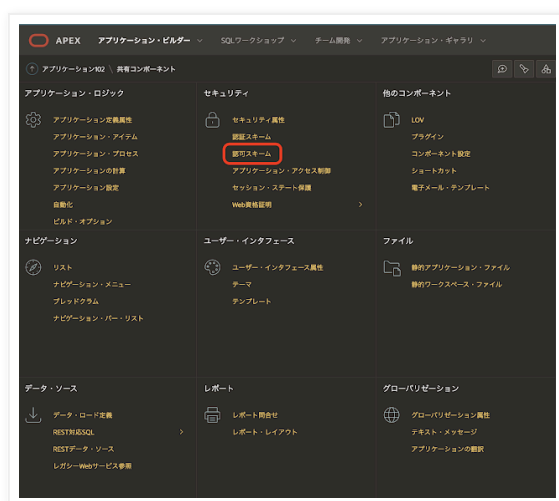 APEX アプリケーション・ビルダー SQLワークショップ チーム開発 アプリケーション・ギャラリ
アプリケーション102 \ 共有コンポーネント
アプリケーション・ロジック
アプリケーション定義属性
アプリケーション・アイテム
アプリケーション・プロセス
アプリケーションの計算
アプリケーション設定
自動化
ビルド・オプション
セキュリティ
セキュリティ属性
認証スキーム
認可スキーム
アプリケーション・アクセス制御
セッション・ステート保護
Web資格証明
他のコンポーネント
LOV
プラグイン
コンポーネント設定
ショートカット
電子メール・テンプレート
ナビゲーション
リスト
ナビゲーション・メニュー
ブレッドクラム
ナビゲーション・バー・リスト
ユーザー・インタフェース
ユーザー・インタフェース属性
テーマ
テンプレート
ファイル
静的アプリケーション・ファイル
静的ワークスペース・ファイル
データ・ソース
データ・ロード定義
REST対応SQL
RESTデータ・ソース
レガシーWebサービス参照
レポート
レポート問合せ
レポート・レイアウト
グローバリゼーション
グローバリゼーション属性
テキスト・メッセージ
アプリケーションの翻訳